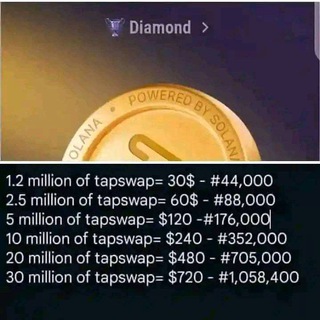 Diamond >
POWERED BY SOLANA
SOLANA
1.2 million of tapswap= 30$ - #44,000
2.5 million of tapswap= 60$ - #88,000
5 million of tapswap= $120 -#176,000
10 million of tapswap= $240 - #352,000
20 million of tapswap= $480 - #705,000
30 million of tapswap= $720 - #1,058,400